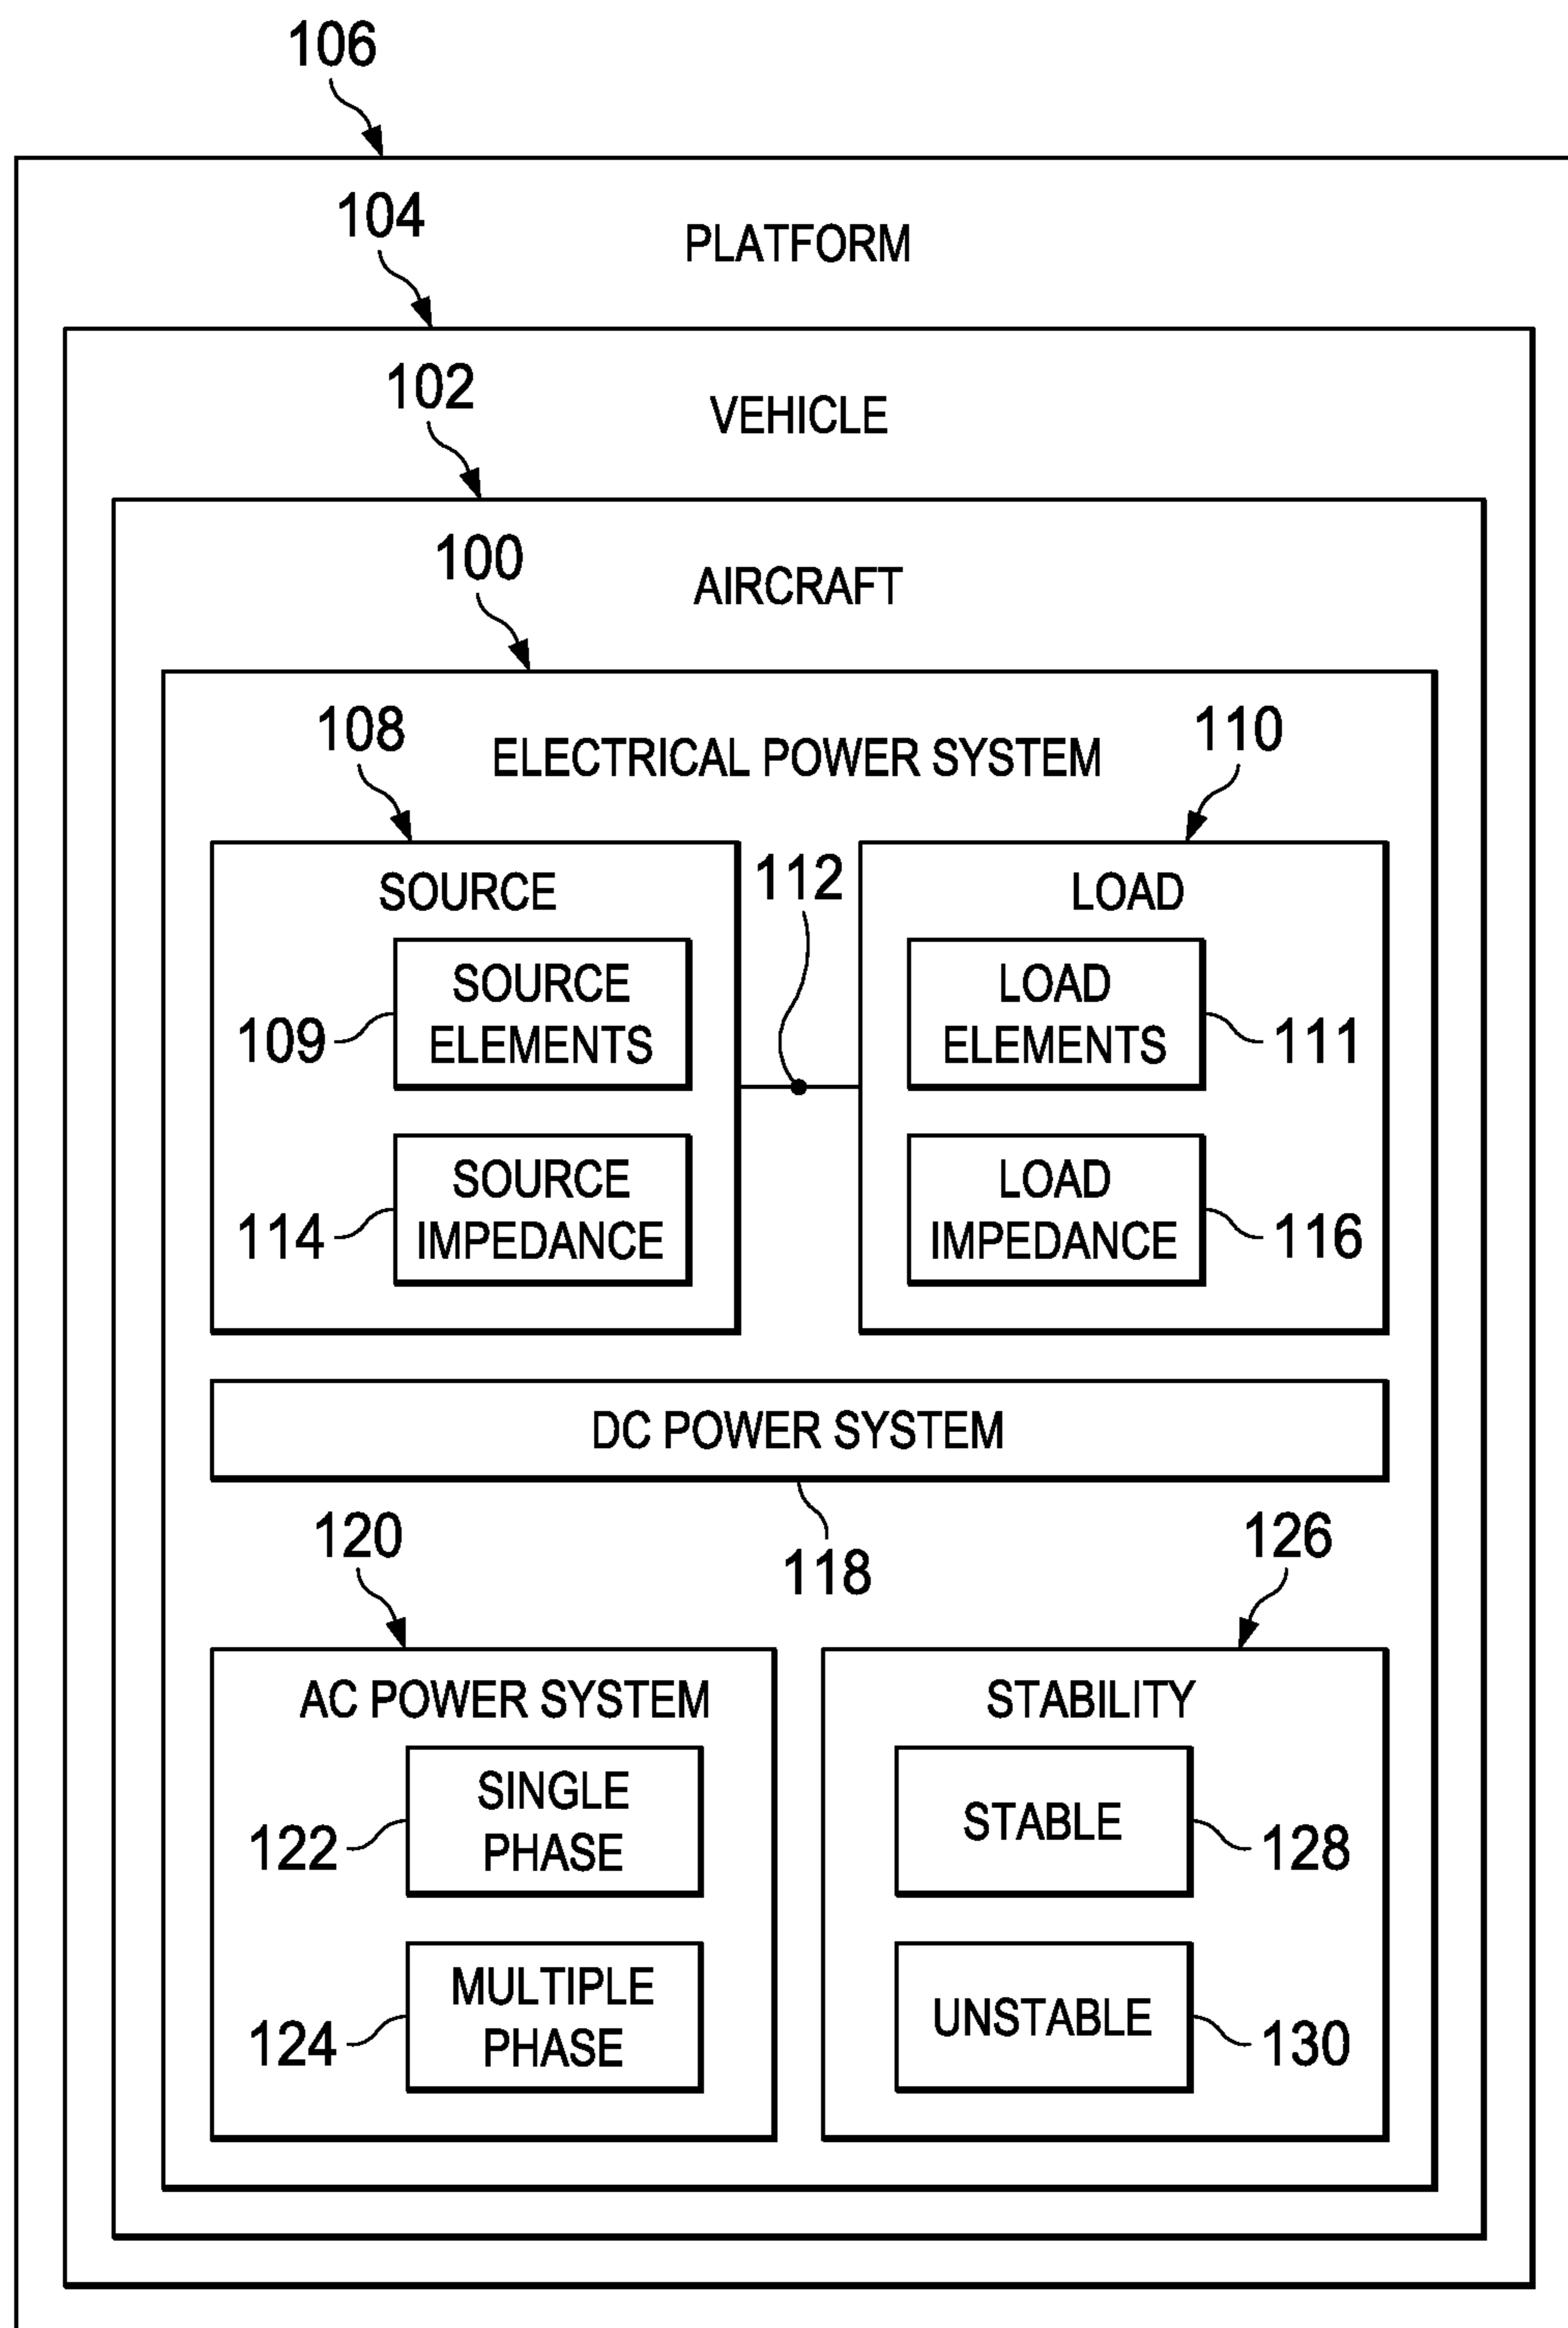 106
PLATFORM
104
VEHICLE
102
AIRCRAFT
100
ELECTRICAL POWER SYSTEM
108
SOURCE
SOURCE
ELEMENTS
109
SOURCE
IMPEDANCE
114
112
110
LOAD
LOAD
ELEMENTS
111
LOAD
IMPEDANCE
116
DC POWER SYSTEM
118
120
AC POWER SYSTEM
SINGLE
PHASE
122
MULTIPLE
PHASE
124
126
STABILITY
STABLE
128
UNSTABLE
130